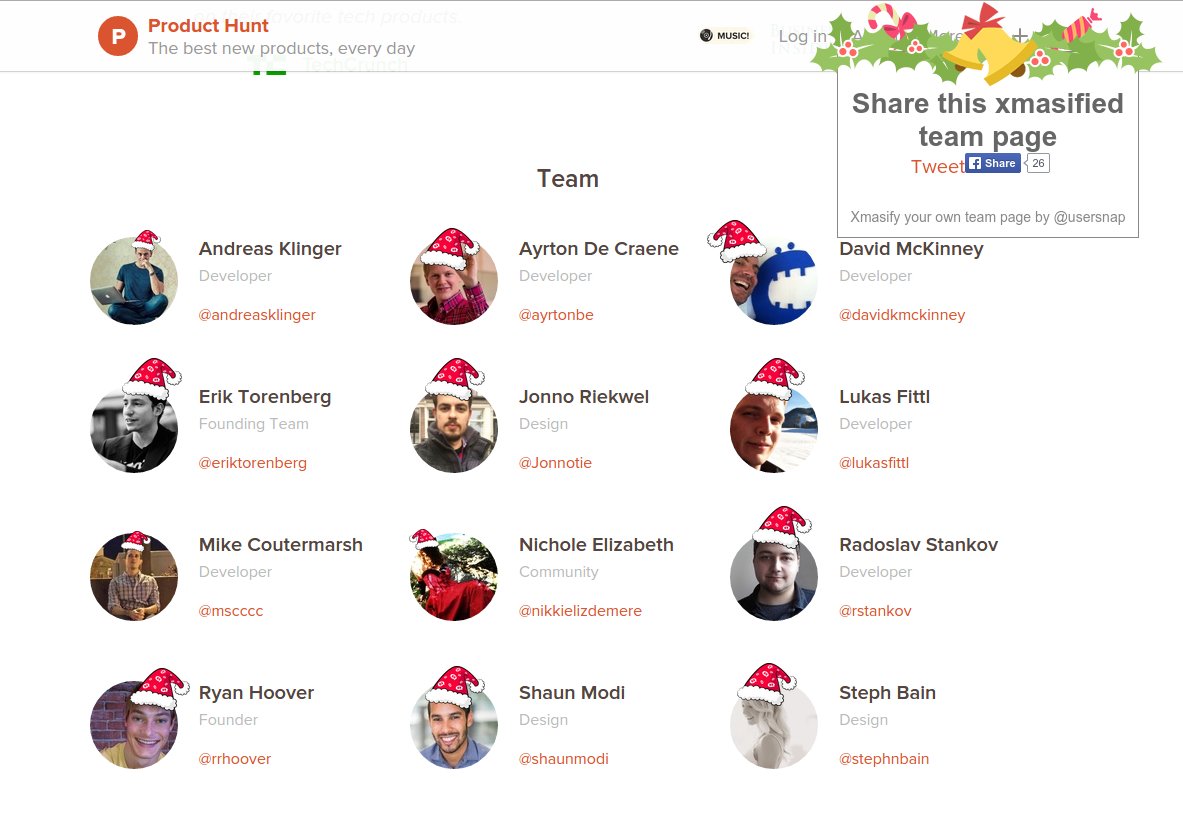 on their favorite tech products
P
Product Hunt
The best new products, every day
MUSIC!
Log in
TechCrunch
Share this xmasified
team page
Tweet
Share
26
Xmasify your own team page by @usersnap
Team
Andreas Klinger
Developer
@andreasklinger
Ayrton De Craene
Developer
@ayrtonbe
David McKinney
Developer
@davidkmckinney
Erik Torenberg
Founding Team
@eriktorenberg
Jonno Riekwel
Design
@Jonnotie
Lukas Fittl
Developer
@lukasfittl
Mike Coutermarsh
Developer
@mscccc
Nichole Elizabeth
Community
@nikkielizdemere
Radoslav Stankov
Developer
@rstankov
Ryan Hoover
Founder
@rrhoover
Shaun Modi
Design
@shaunmodi
Steph Bain
Design
@stephnbain